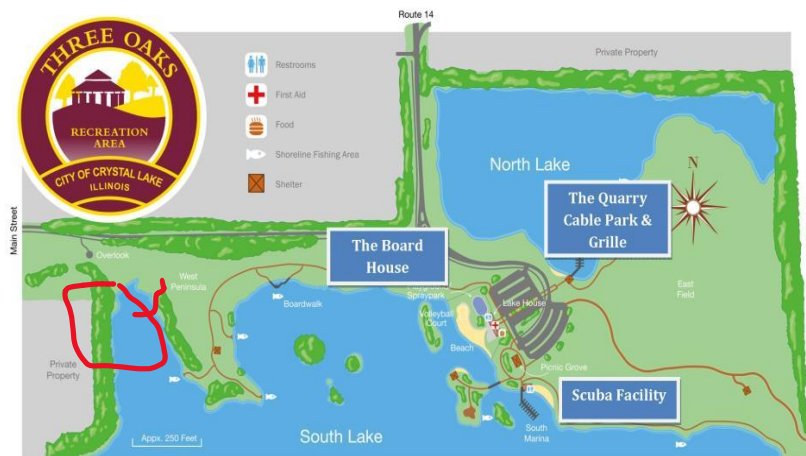 Route 14
THREE OAKS
RECREATION
AREA
CITY OF CRYSTAL LAKE
ILLINOIS
Restrooms
First Aid
Food
Shoreline Fishing Area
Shelter
Private Property
North Lake
N
The Quarry
Cable Park &
Grille
The Board
House
Main Street
Overlook
West
Peninsula
Boardwalk
Spraypark
Lake House
Volleyball
Court
East
Field
Beach
Picnic Grove
Private
Property
Scuba Facility
South
Marina
Appx. 250 Feet
South Lake